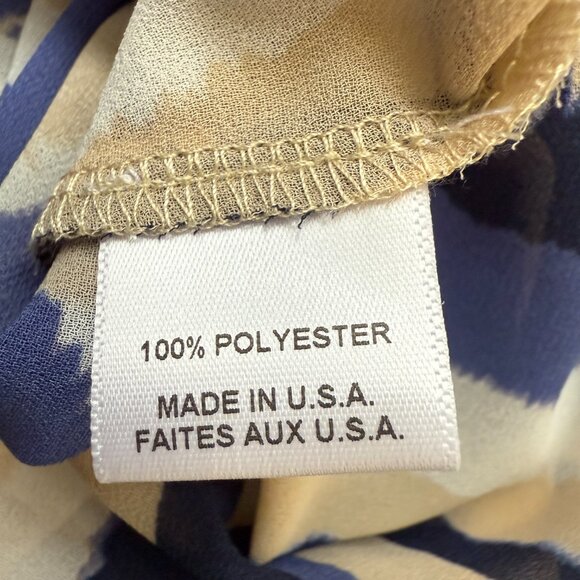 100% POLYESTER
MADE IN U.S.A.
FAITES AUX U.S.A.